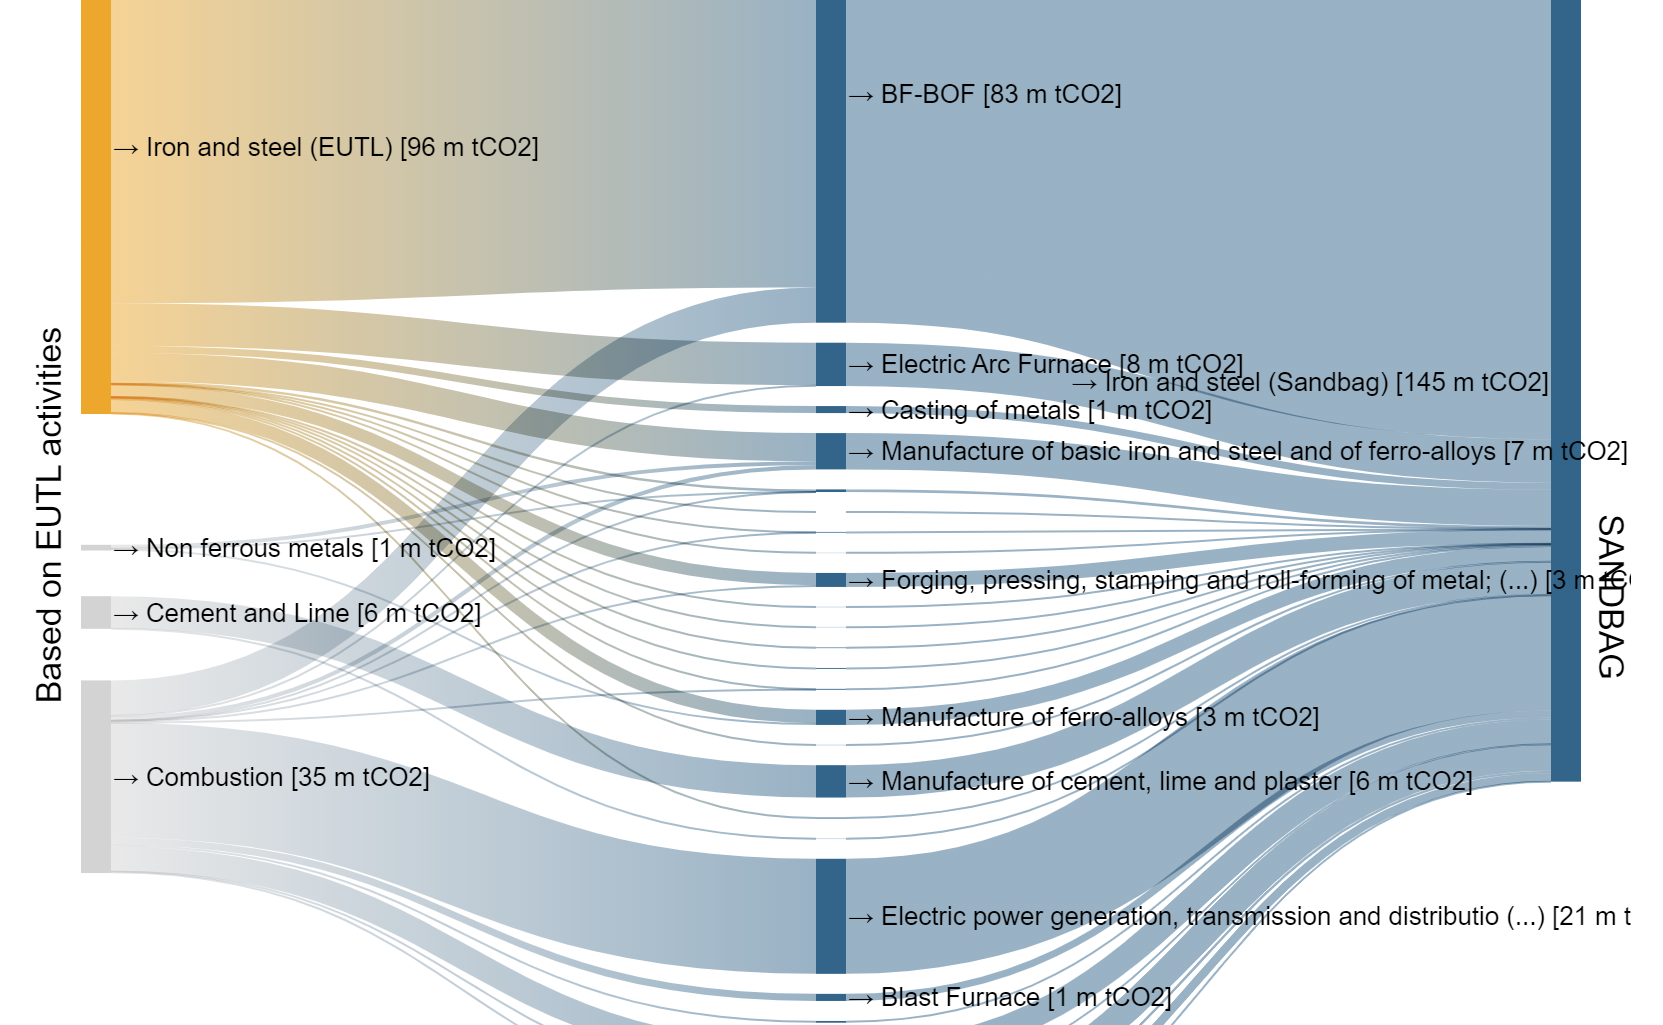 Based on EUTL activities
→ Iron and steel (EUTL) [96 m tCO2]
→ Non ferrous metals [1 m tCO2]
→ Cement and Lime [6 m tCO2]
→ Combustion [35 m tCO2]
→ BF-BOF [83 m tCO2]
→ Electric Arc Furnace [8 m tCO2]
→ Iron and steel (Sandbag) [145 m tCO2]
→ Casting of metals [1 m tCO2]
→ Manufacture of basic iron and steel and of ferro-alloys [7 m tCO2]
→ Forging, pressing, stamping and roll-forming of metal; (...) [3 m tC
→ Manufacture of ferro-alloys [3 m tCO2]
→ Manufacture of cement, lime and plaster [6 m tCO2]
→ Electric power generation, transmission and distributio (...) [21 m t
→ Blast Furnace [1 m tCO2]
SANDBAG